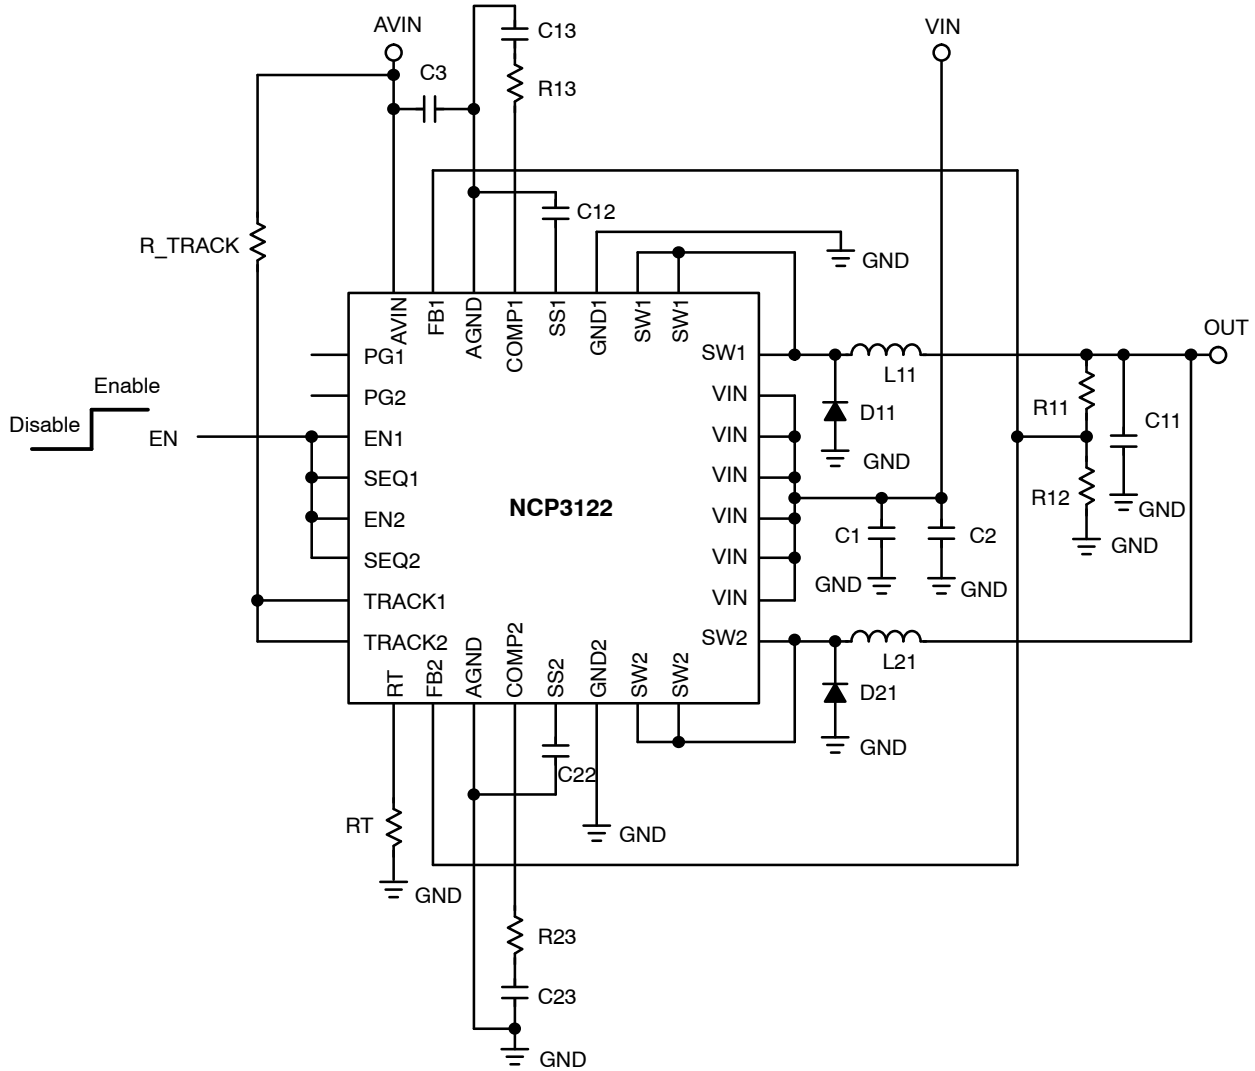 AVIN
C13
VIN
C3
R13
C12
R_TRACK
GND
AVIN
FB1
AGND
COMP1
SS1
GND1
SW1
SW1
OUT
PG1
SW1
L11
Enable
PG2
VIN
R11
D11
C11
Disable
EN
EN1
VIN
GND
SEQ1
VIN
R12
NCP3122
GND
EN2
VIN
C1
C2
GND
SEQ2
VIN
GND
GND
TRACK1
VIN
TRACK2
SW2
L21
RT
FB2
AGND
COMP2
SS2
GND2
SW2
SW2
D21
GND
C22
RT
GND
GND
R23
C23
GND